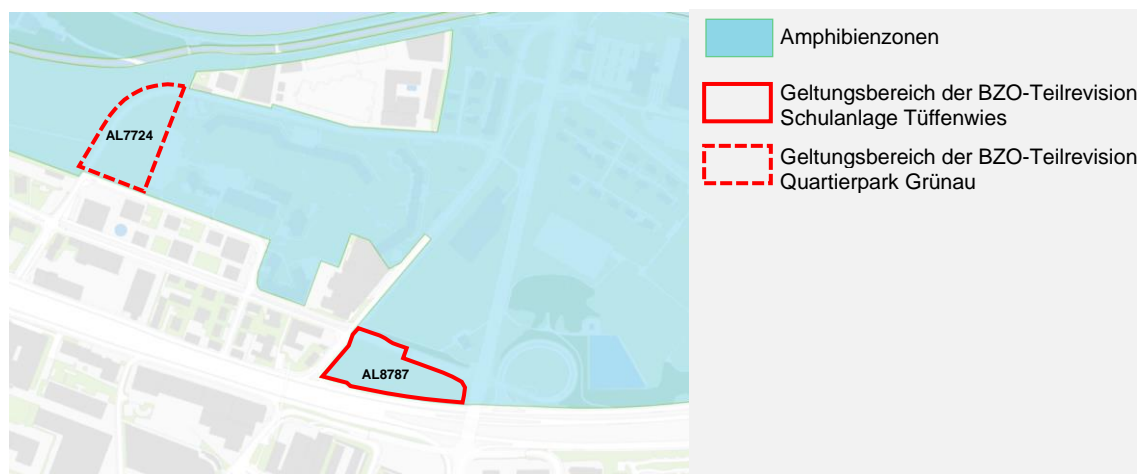 AL7724
AL8787
Amphibienzonen
Geltungsbereich der BZO-Teilrevision
Schulanlage Tüffenwies
Geltungsbereich der BZO-Teilrevision
Quartierpark Grünau